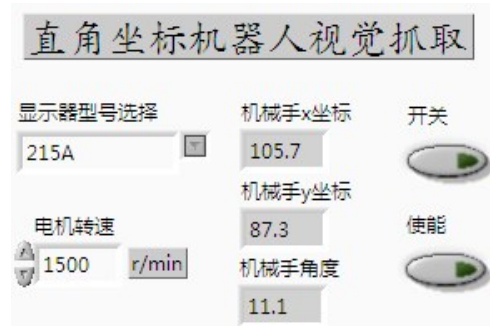 直角坐标机器人视觉抓取
显示器型号选择
215A
电机转速
1500 r/min
机械手x坐标
105.7
机械手y坐标
87.3
机械手角度
11.1
开关
使能